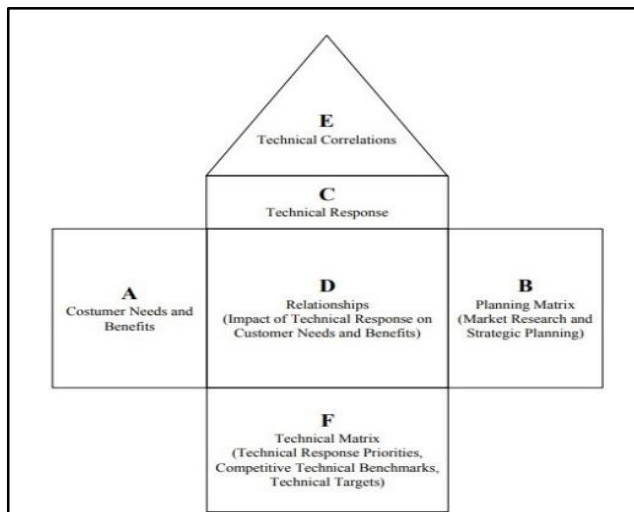 E
Technical Correlations
C
Technical Response
A
Costumer Needs and
Benefits
D
Relationships
(Impact of Technical Response on
Customer Needs and Benefits)
B
Planning Matrix
(Market Research and
Strategic Planning)
F
Technical Matrix
(Technical Response Priorities,
Competitive Technical Benchmarks,
Technical Targets)